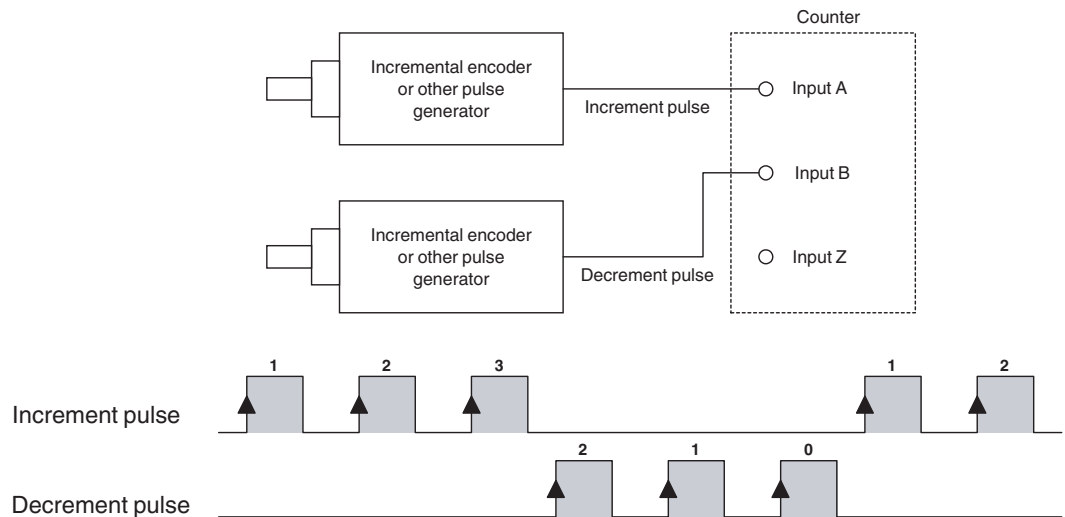 Counter
Incremental encoder
or other pulse
generator
Input A
Increment pulse
Input B
Incremental encoder
or other pulse
generator
Input Z
Decrement pulse
1 2 3 1 2
Increment pulse
2 1 0
Decrement pulse